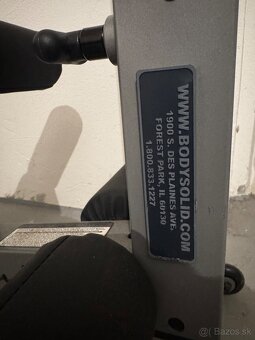 WWW.BODYSOLID.COM
1900 S. DES PLAINES AVE.
FOREST PARK, IL 60130
1.800.833.1227
Bazos.sk